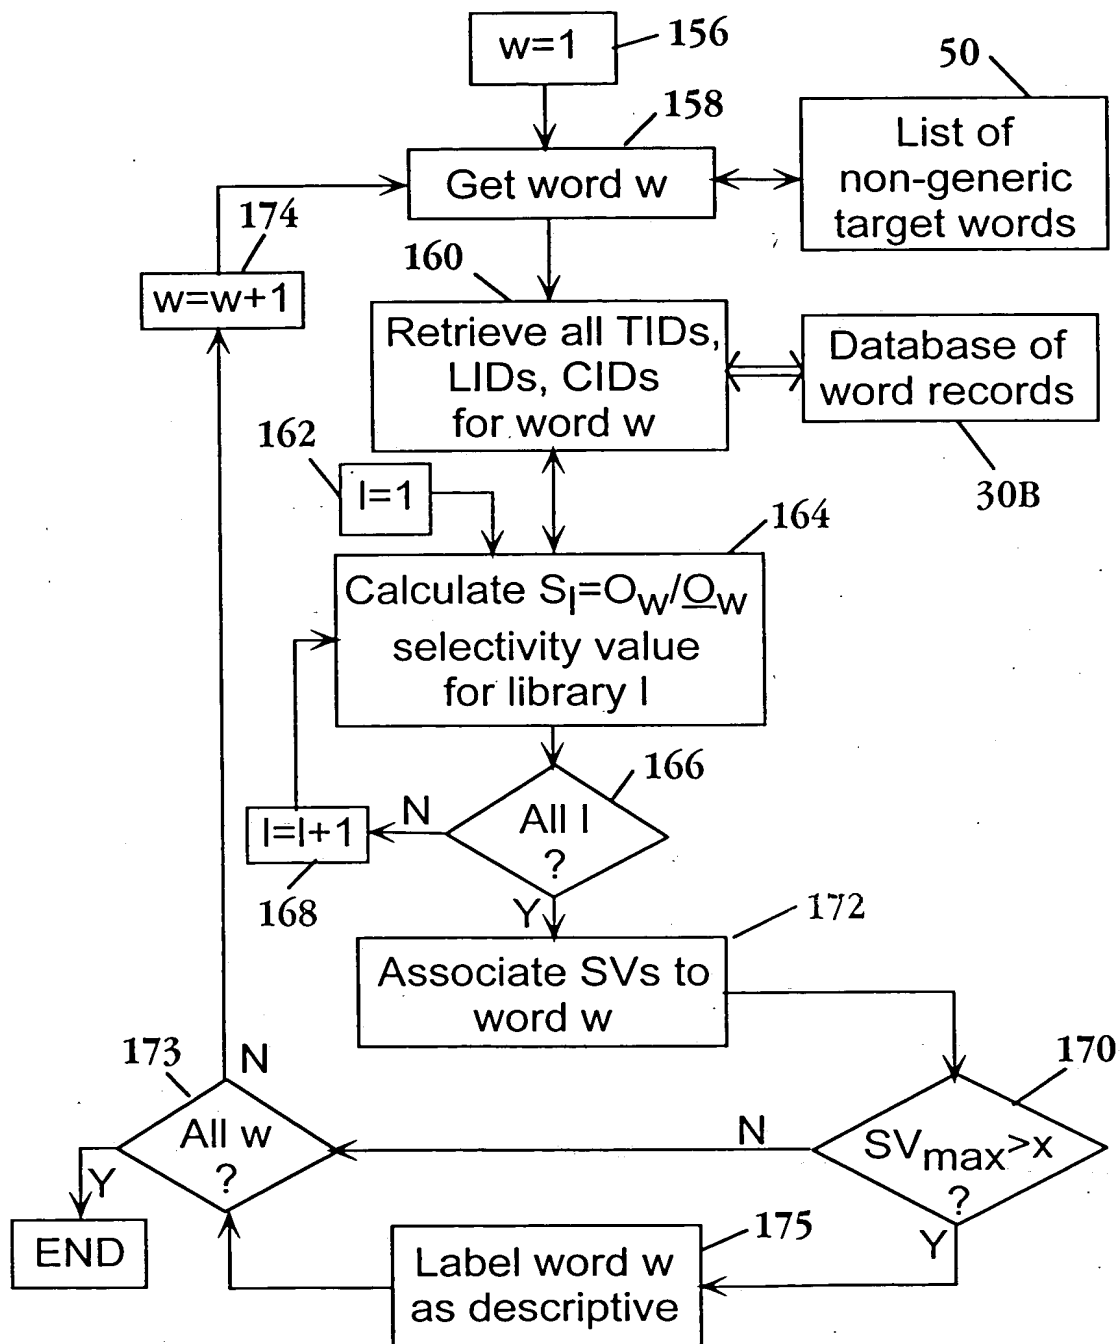 w=1
156
50
158
List of
non-generic
target words
Get word w
174
160
w=w+1
Retrieve all TIDs,
LIDs, CIDs
for word w
Database of
word records
162
l=1
30B
164
Calculate Sl=Ow/Ow
selectivity value
for library l
166
All l
?
N
l=l+1
168
Y
172
Associate SVs to
word w
173
N
170
All w
?
N
SVmax>x
?
Y
Y
END
175
Label word w
as descriptive